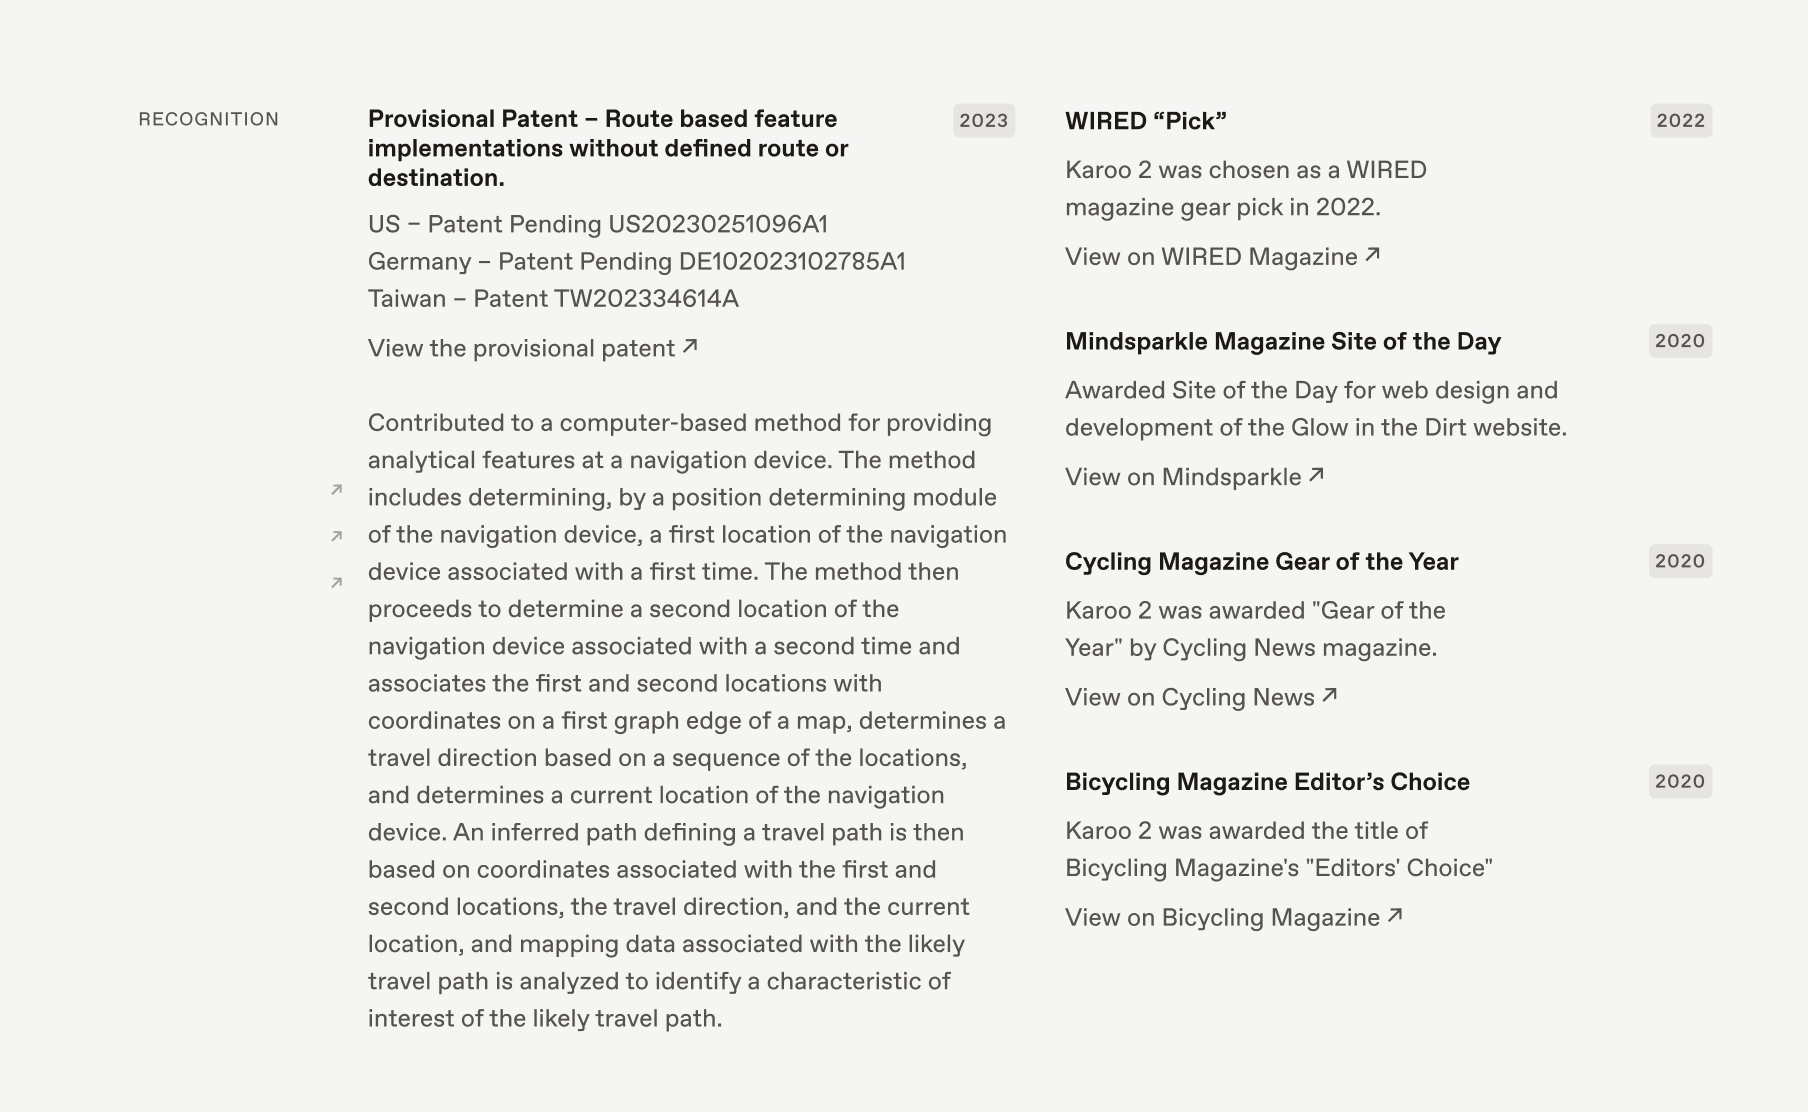 RECOGNITION
Provisional Patent – Route based feature
implementations without defined route or
destination.
2023
US – Patent Pending US20230251096A1
Germany – Patent Pending DE102023102785A1
Taiwan – Patent TW202334614A
View the provisional patent ↗
Contributed to a computer-based method for providing
analytical features at a navigation device. The method
includes determining, by a position determining module
of the navigation device, a first location of the navigation
device associated with a first time. The method then
proceeds to determine a second location of the
navigation device associated with a second time and
associates the first and second locations with
coordinates on a first graph edge of a map, determines a
travel direction based on a sequence of the locations,
and determines a current location of the navigation
device. An inferred path defining a travel path is then
based on coordinates associated with the first and
second locations, the travel direction, and the current
location, and mapping data associated with the likely
travel path is analyzed to identify a characteristic of
interest of the likely travel path.
WIRED “Pick”
2022
Karoo 2 was chosen as a WIRED
magazine gear pick in 2022.
View on WIRED Magazine ↗
Mindsparkle Magazine Site of the Day
2020
Awarded Site of the Day for web design and
development of the Glow in the Dirt website.
View on Mindsparkle ↗
Cycling Magazine Gear of the Year
2020
Karoo 2 was awarded "Gear of the
Year" by Cycling News magazine.
View on Cycling News ↗
Bicycling Magazine Editor’s Choice
2020
Karoo 2 was awarded the title of
Bicycling Magazine's "Editors' Choice"
View on Bicycling Magazine ↗